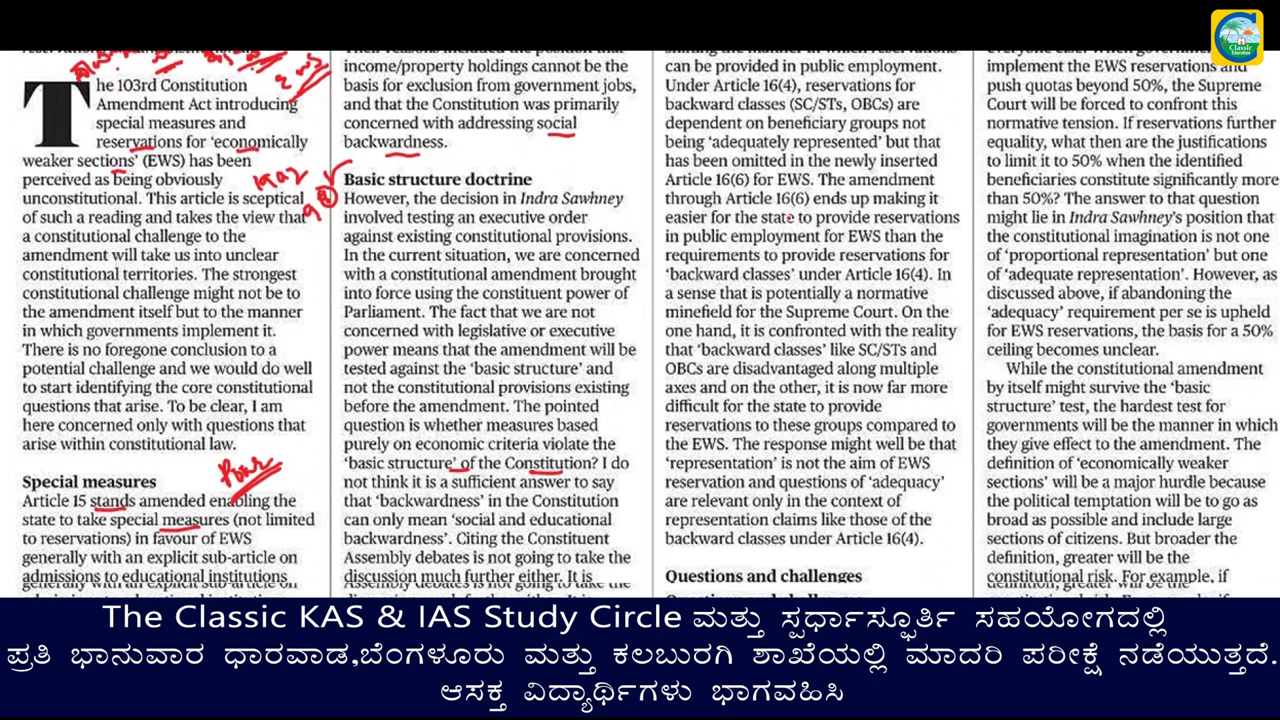 The 103rd Constitution
Amendment Act introducing
special measures and
reservations for ‘economically
weaker sections’ (EWS) has been
perceived as being obviously
unconstitutional. This article is sceptical
of such a reading and takes the view that
a constitutional challenge to the
amendment will take us into unclear
constitutional territories. The strongest
constitutional challenge might not be to
the amendment itself but to the manner
in which governments implement it.
There is no foregone conclusion to a
potential challenge and we would do well
to start identifying the core constitutional
questions that arise. To be clear, I am
here concerned only with questions that
arise within constitutional law.
Special measures
Article 15 stands amended enabling the
state to take special measures (not limited
to reservations) in favour of EWS
generally with an explicit sub-article on
admissions to educational institutions
income/property holdings cannot be the
basis for exclusion from government jobs,
and that the Constitution was primarily
concerned with addressing social
backwardness.
1992
9
Basic structure doctrine
However, the decision in Indra Sawhney
involved testing an executive order
against existing constitutional provisions.
In the current situation, we are concerned
with a constitutional amendment brought
into force using the constituent power of
Parliament. The fact that we are not
concerned with legislative or executive
power means that the amendment will be
tested against the ‘basic structure’ and
not the constitutional provisions existing
before the amendment. The pointed
question is whether measures based
purely on economic criteria violate the
‘basic structure’ of the Constitution? I do
not think it is a sufficient answer to say
that ‘backwardness’ in the Constitution
can only mean ‘social and educational
backwardness’. Citing the Constituent
Assembly debates is not going to take the
discussion much further either. It is
can be provided in public employment.
Under Article 16(4), reservations for
backward classes (SC/STs, OBCs) are
dependent on beneficiary groups not
being ‘adequately represented’ but that
has been omitted in the newly inserted
Article 16(6) for EWS. The amendment
through Article 16(6) ends up making it
easier for the state to provide reservations
in public employment for EWS than the
requirements to provide reservations for
‘backward classes’ under Article 16(4). In
a sense that is potentially a normative
minefield for the Supreme Court. On the
one hand, it is confronted with the reality
that ‘backward classes’ like SC/STs and
OBCs are disadvantaged along multiple
axes and on the other, it is now far more
difficult for the state to provide
reservations to these groups compared to
the EWS. The response might well be that
‘representation’ is not the aim of EWS
reservation and questions of ‘adequacy’
are relevant only in the context of
representation claims like those of the
backward classes under Article 16(4).
Questions and challenges
implement the EWS reservations and
push quotas beyond 50%, the Supreme
Court will be forced to confront this
normative tension. If reservations further
equality, what then are the justifications
to limit it to 50% when the identified
beneficiaries constitute significantly more
than 50%? The answer to that question
might lie in Indra Sawhney’s position that
the constitutional imagination is not one
of ‘proportional representation’ but one
of ‘adequate representation’. However, as
discussed above, if abandoning the
‘adequacy’ requirement per se is upheld
for EWS reservations, the basis for a 50%
ceiling becomes unclear.
While the constitutional amendment
by itself might survive the ‘basic
structure’ test, the hardest test for
governments will be the manner in which
they give effect to the amendment. The
definition of ‘economically weaker
sections’ will be a major hurdle because
the political temptation will be to go as
broad as possible and include large
sections of citizens. But broader the
definition, greater will be the
constitutional risk. For example, if
Classic
Education
The Classic KAS & IAS Study Circle ಮತ್ತು ಸ್ಪರ್ಧಾಸ್ಫೂರ್ತಿ ಸಹಯೋಗದಲ್ಲಿ
ಪ್ರತಿ ಭಾನುವಾರ ಧಾರವಾಡ,ಬೆಂಗಳೂರು ಮತ್ತು ಕಲಬುರಗಿ ಶಾಖೆಯಲ್ಲಿ ಮಾದರಿ ಪರೀಕ್ಷೆ ನಡೆಯುತ್ತದೆ.
ಆಸಕ್ತ ವಿದ್ಯಾರ್ಥಿಗಳು ಭಾಗವಹಿಸಿ